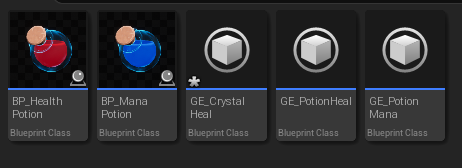 BP_Health
Potion
Blueprint Class
BP_Mana
Potion
Blueprint Class
GE_Crystal
Heal
Blueprint Class
GE_PotionHeal
Blueprint Class
GE_Potion
Mana
Blueprint Class